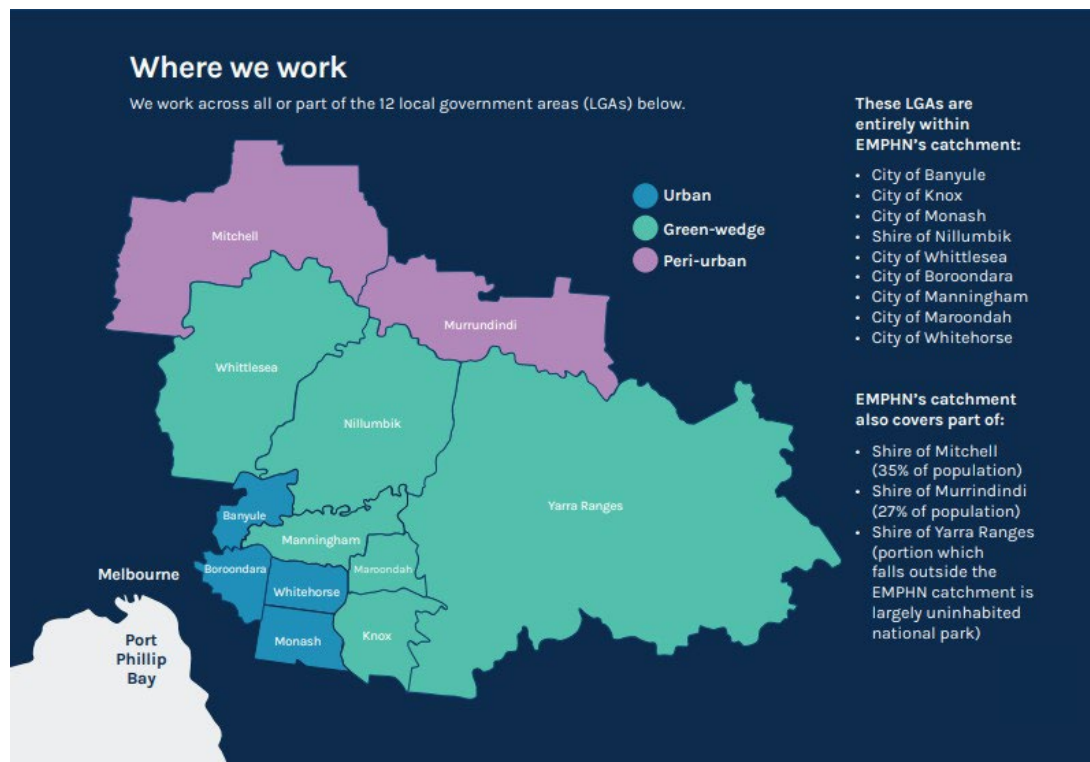 Where we work
We work across all or part of the 12 local government areas (LGAs) below.
Urban
Green-wedge
Peri-urban
Mitchell
Murrundindi
Whittlesea
Nillumbik
Yarra Ranges
Banyule
Manningham
Boroondara
Maroondah
Whitehorse
Monash
Knox
Melbourne
Port
Phillip
Bay
These LGAs are
entirely within
EMPHN’s catchment:
• City of Banyule
• City of Knox
• City of Monash
• Shire of Nillumbik
• City of Whittlesea
• City of Boroondara
• City of Manningham
• City of Maroondah
• City of Whitehorse
EMPHN’s catchment
also covers part of:
• Shire of Mitchell
(35% of population)
• Shire of Murrindindi
(27% of population)
• Shire of Yarra Ranges
(portion which
falls outside the
EMPHN catchment is
largely uninhabited
national park)